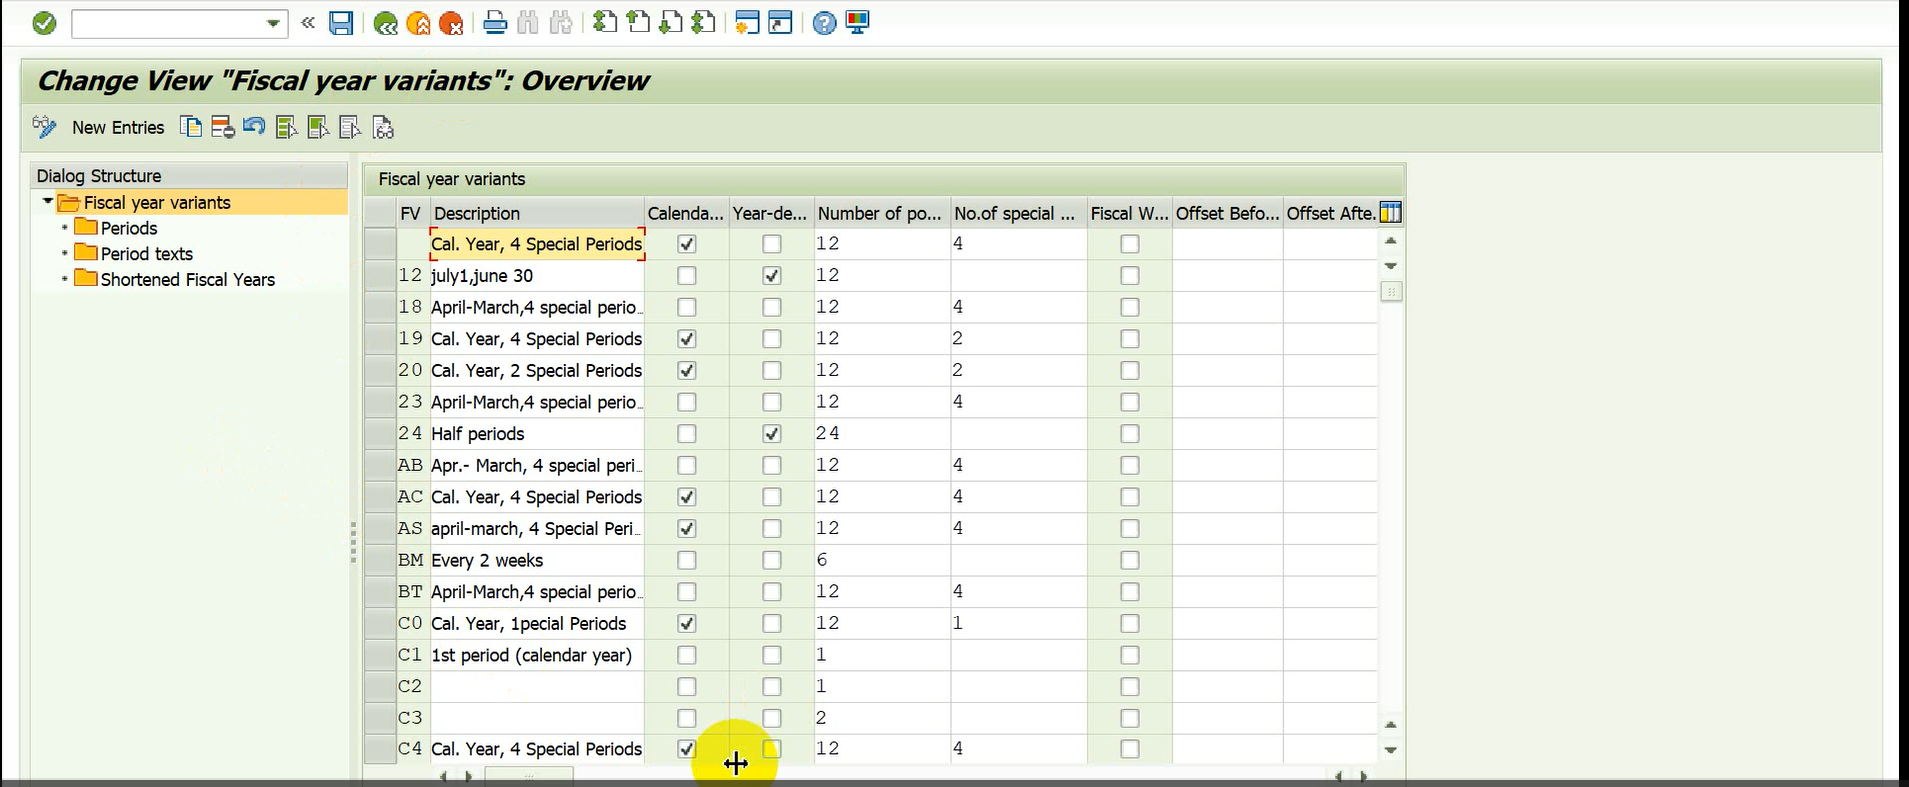 Change View "Fiscal year variants": Overview
New Entries
Dialog Structure
Fiscal year variants
Periods
Period texts
Shortened Fiscal Years
Fiscal year variants
FV Description Calenda... Year-de... Number of po... No.of special ... Fiscal W... Offset Befo... Offset Afte.
Cal. Year, 4 Special Periods 12 4
12 july1,june 30 12
18 April-March,4 special perio... 12 4
19 Cal. Year, 4 Special Periods 12 2
20 Cal. Year, 2 Special Periods 12 2
23 April-March,4 special perio... 12 4
24 Half periods 24
AB Apr.- March, 4 special peri... 12 4
AC Cal. Year, 4 Special Periods 12 4
AS april-march, 4 Special Peri... 12 4
BM Every 2 weeks 6
BT April-March,4 special perio... 12 4
C0 Cal. Year, 1pecial Periods 12 1
C1 1st period (calendar year) 1
C2 1
C3 2
C4 Cal. Year, 4 Special Periods 12 4